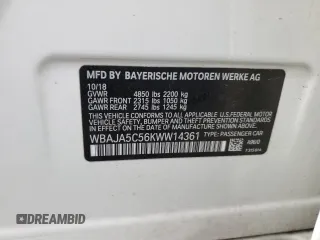 MFD BY BAYERISCHE MOTOREN WERKE AG
10/18
GVWR 4850 lbs 2200 kg
GAWR FRONT 2315 lbs 1050 kg
GAWR REAR 2745 lbs 1245 kg
THIS VEHICLE CONFORMS TO ALL APPLICABLE U.S. FEDERAL
MOTOR VEHICLE SAFETY, BUMPER, AND THEFT PREVENTION
STANDARDS IN EFFECT ON THE DATE OF MANUFACTURE SHOWN ABOVE.
WBAJA5C56KWW14361 TYPE: PASSENGER CAR
© DREAMBID.COM